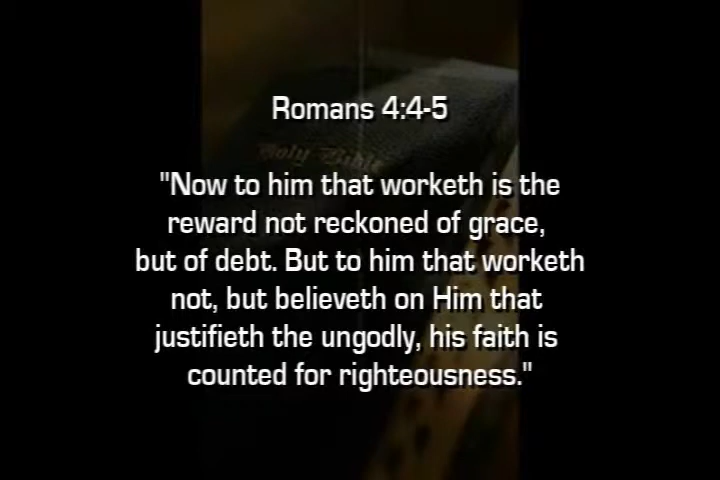 Romans 4:4-5
Holy Bible
"Now to him that worketh is the
reward not reckoned of grace,
but of debt. But to him that worketh
not, but believeth on Him that
justifieth the ungodly, his faith is
counted for righteousness."